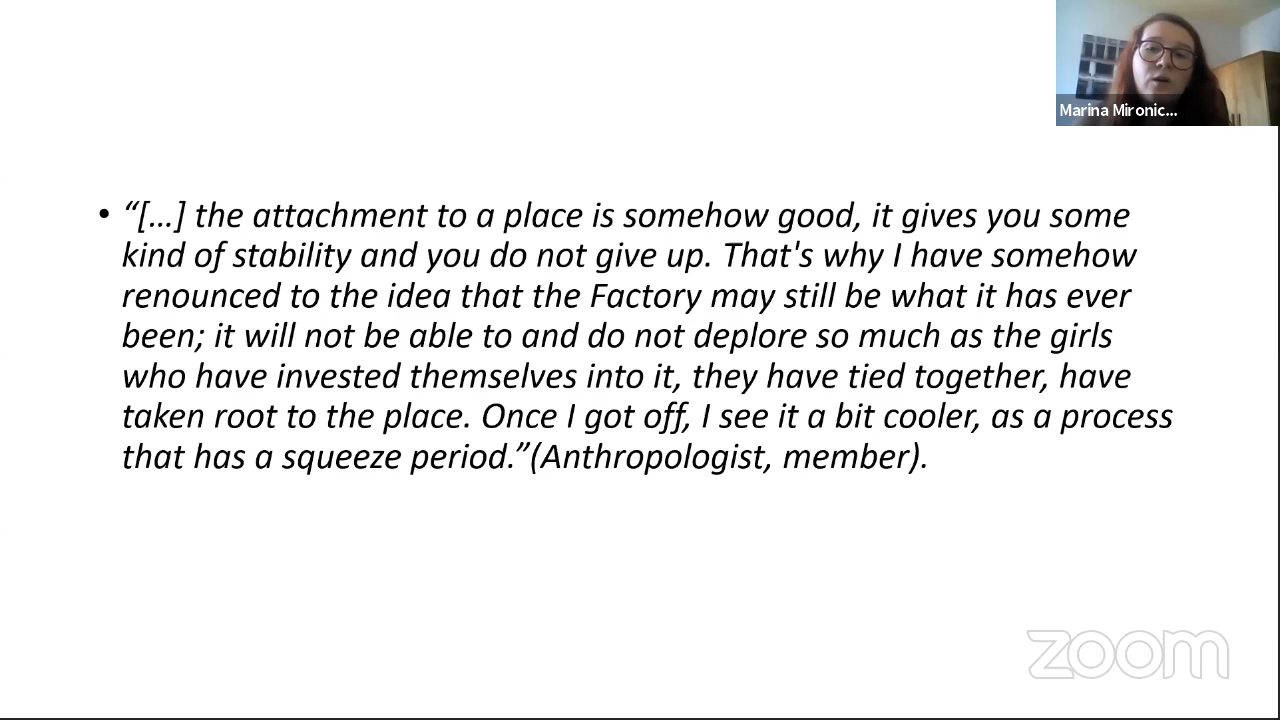 Marina Mironic...
• “[...] the attachment to a place is somehow good, it gives you some
kind of stability and you do not give up. That's why I have somehow
renounced to the idea that the Factory may still be what it has ever
been; it will not be able to and do not deplore so much as the girls
who have invested themselves into it, they have tied together, have
taken root to the place. Once I got off, I see it a bit cooler, as a process
that has a squeeze period.”(Anthropologist, member).
zoom